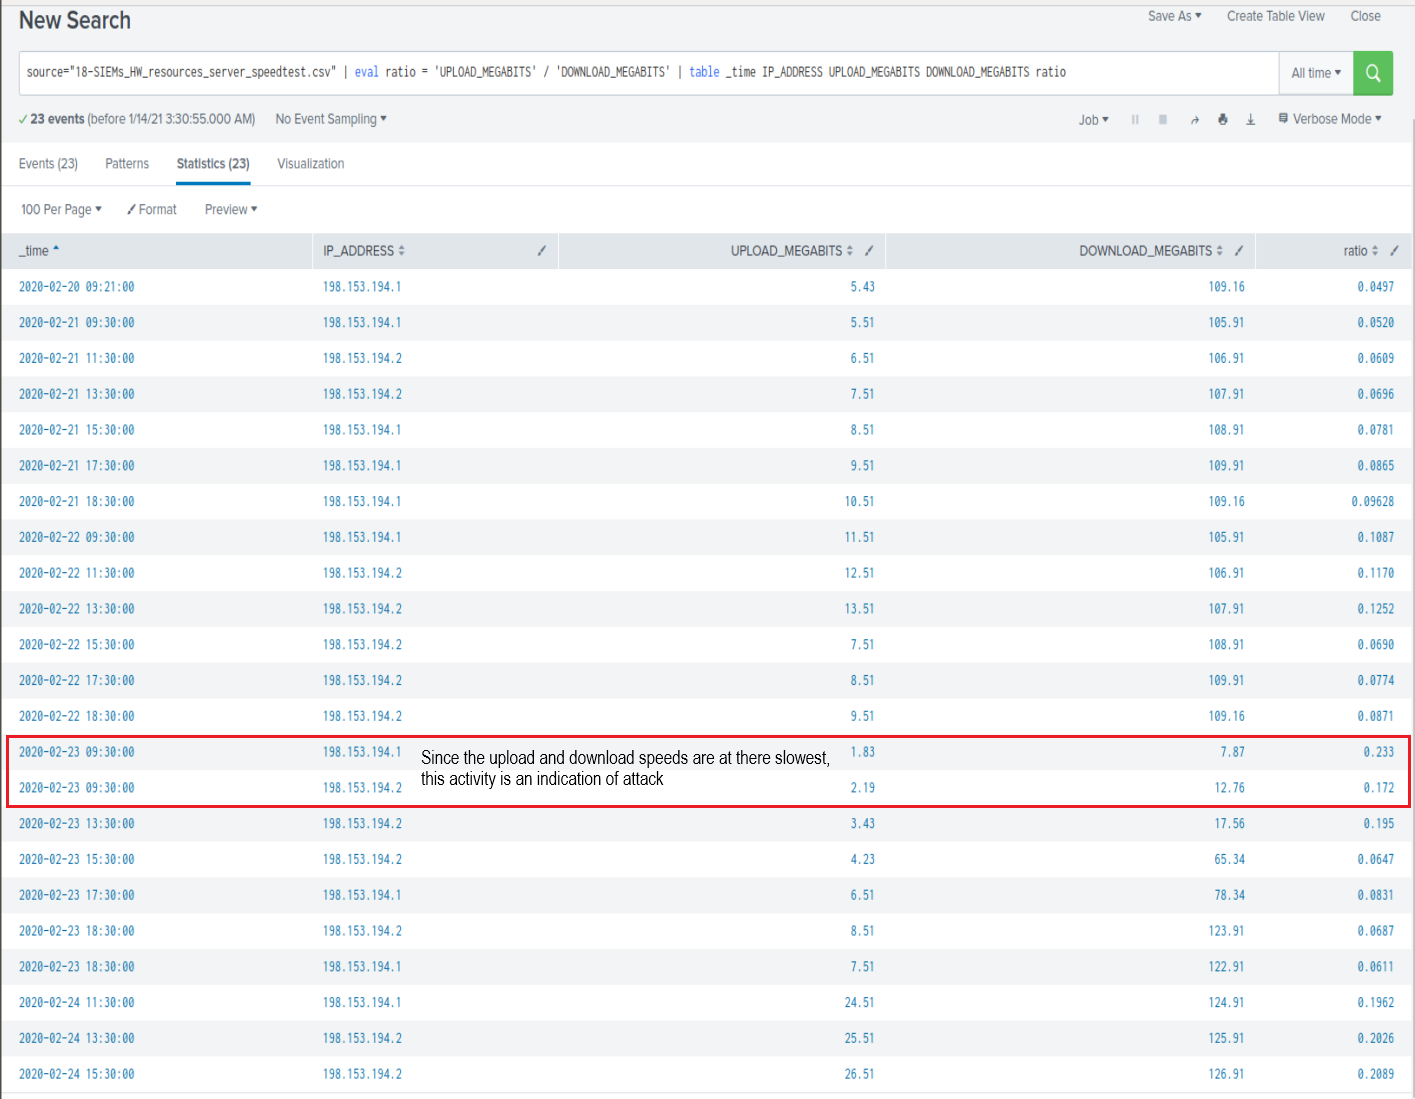 New Search
Save As Create Table View Close
source="18-SIEMs_HW_resources_server_speedtest.csv" | eval ratio = 'UPLOAD_MEGABITS' / 'DOWNLOAD_MEGABITS' | table _time IP_ADDRESS UPLOAD_MEGABITS DOWNLOAD_MEGABITS ratio
All time
23 events (before 1/14/21 3:30:55.000 AM) No Event Sampling
Job Verbose Mode
Events (23) Patterns Statistics (23) Visualization
100 Per Page Format Preview
_time IP_ADDRESS UPLOAD_MEGABITS DOWNLOAD_MEGABITS ratio
2020-02-20 09:21:00 198.153.194.1 5.43 109.16 0.0497
2020-02-21 09:30:00 198.153.194.1 5.51 105.91 0.0520
2020-02-21 11:30:00 198.153.194.2 6.51 106.91 0.0609
2020-02-21 13:30:00 198.153.194.2 7.51 107.91 0.0696
2020-02-21 15:30:00 198.153.194.1 8.51 108.91 0.0781
2020-02-21 17:30:00 198.153.194.1 9.51 109.91 0.0865
2020-02-21 18:30:00 198.153.194.1 10.51 109.16 0.09628
2020-02-22 09:30:00 198.153.194.1 11.51 105.91 0.1087
2020-02-22 11:30:00 198.153.194.2 12.51 106.91 0.1170
2020-02-22 13:30:00 198.153.194.2 13.51 107.91 0.1252
2020-02-22 15:30:00 198.153.194.2 7.51 108.91 0.0690
2020-02-22 17:30:00 198.153.194.2 8.51 109.91 0.0774
2020-02-22 18:30:00 198.153.194.2 9.51 109.16 0.0871
2020-02-23 09:30:00 198.153.194.1 1.83 7.87 0.233
Since the upload and download speeds are at there slowest,
this activity is an indication of attack
2020-02-23 09:30:00 198.153.194.2 2.19 12.76 0.172
2020-02-23 13:30:00 198.153.194.2 3.43 17.56 0.195
2020-02-23 15:30:00 198.153.194.2 4.23 65.34 0.0647
2020-02-23 17:30:00 198.153.194.1 6.51 78.34 0.0831
2020-02-23 18:30:00 198.153.194.2 8.51 123.91 0.0687
2020-02-23 18:30:00 198.153.194.1 7.51 122.91 0.0611
2020-02-24 11:30:00 198.153.194.1 24.51 124.91 0.1962
2020-02-24 13:30:00 198.153.194.2 25.51 125.91 0.2026
2020-02-24 15:30:00 198.153.194.2 26.51 126.91 0.2089